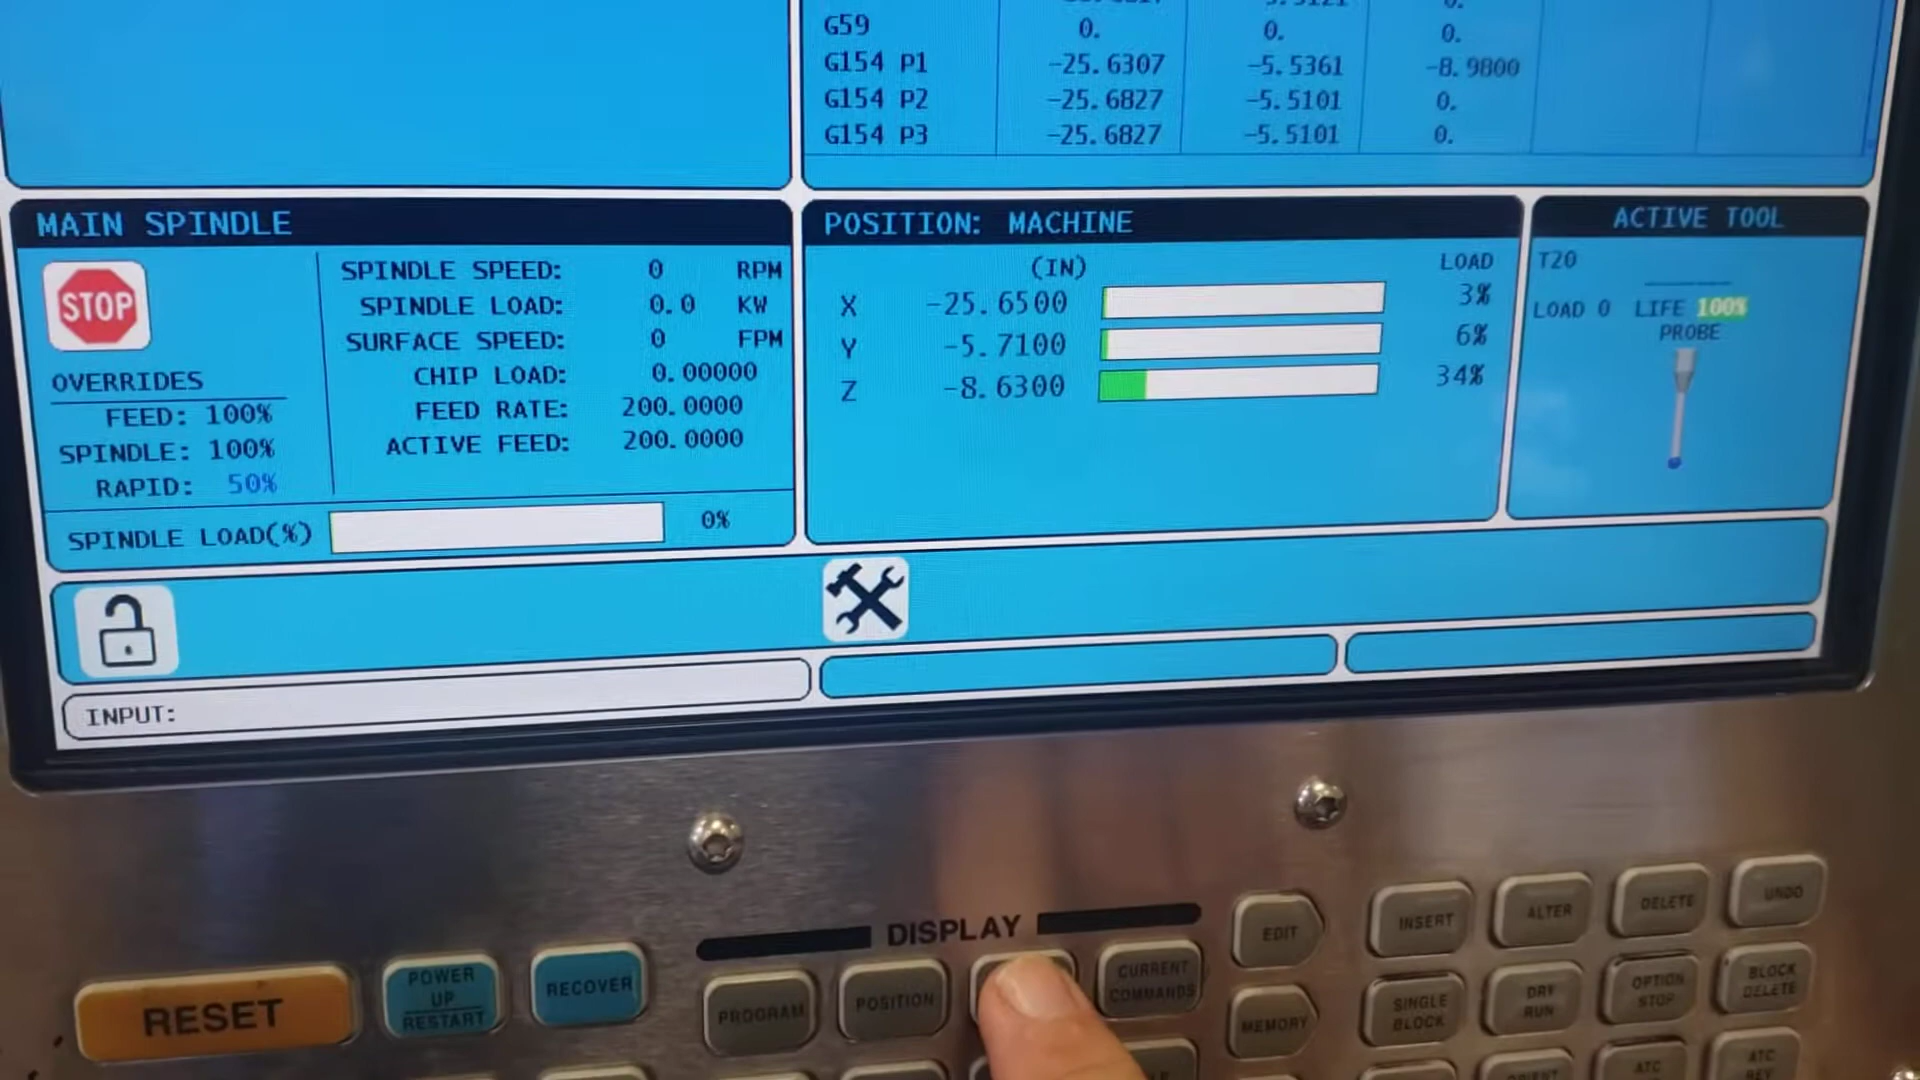 G59 0. 0. 0.
G154 P1 -25.6307 -5.5361 -8.9800
G154 P2 -25.6827 -5.5101 0.
G154 P3 -25.6827 -5.5101 0.
MAIN SPINDLE
STOP
SPINDLE SPEED: 0 RPM
SPINDLE LOAD: 0.0 KW
SURFACE SPEED: 0 FPM
CHIP LOAD: 0.00000
FEED RATE: 200.0000
ACTIVE FEED: 200.0000
OVERRIDES
FEED: 100%
SPINDLE: 100%
RAPID: 50%
SPINDLE LOAD(%) 0%
POSITION: MACHINE
(IN) LOAD
X -25.6500 3%
Y -5.7100 6%
Z -8.6300 34%
ACTIVE TOOL
T20
LOAD 0 LIFE 100%
PROBE
INPUT:
DISPLAY
RESET
POWER
UP
RESTART
RECOVER
PROGRAM
POSITION
CURRENT
COMMANDS
EDIT
INSERT
ALTER
DELETE
UNDO
MEMORY
SINGLE
BLOCK
DRY
RUN
OPTION
STOP
BLOCK
DELETE
ORIENT
ATC
ATC
REV